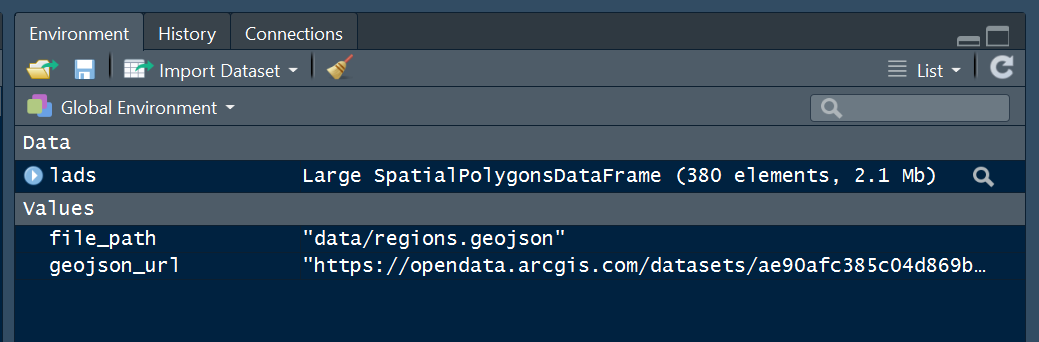 Environment History Connections
Import Dataset List
Global Environment
Data
lads Large SpatialPolygonsDataFrame (380 elements, 2.1 Mb)
Values
file_path "data/regions.geojson"
geojson_url "https://opendata.arcgis.com/datasets/ae90afc385c04d869b…